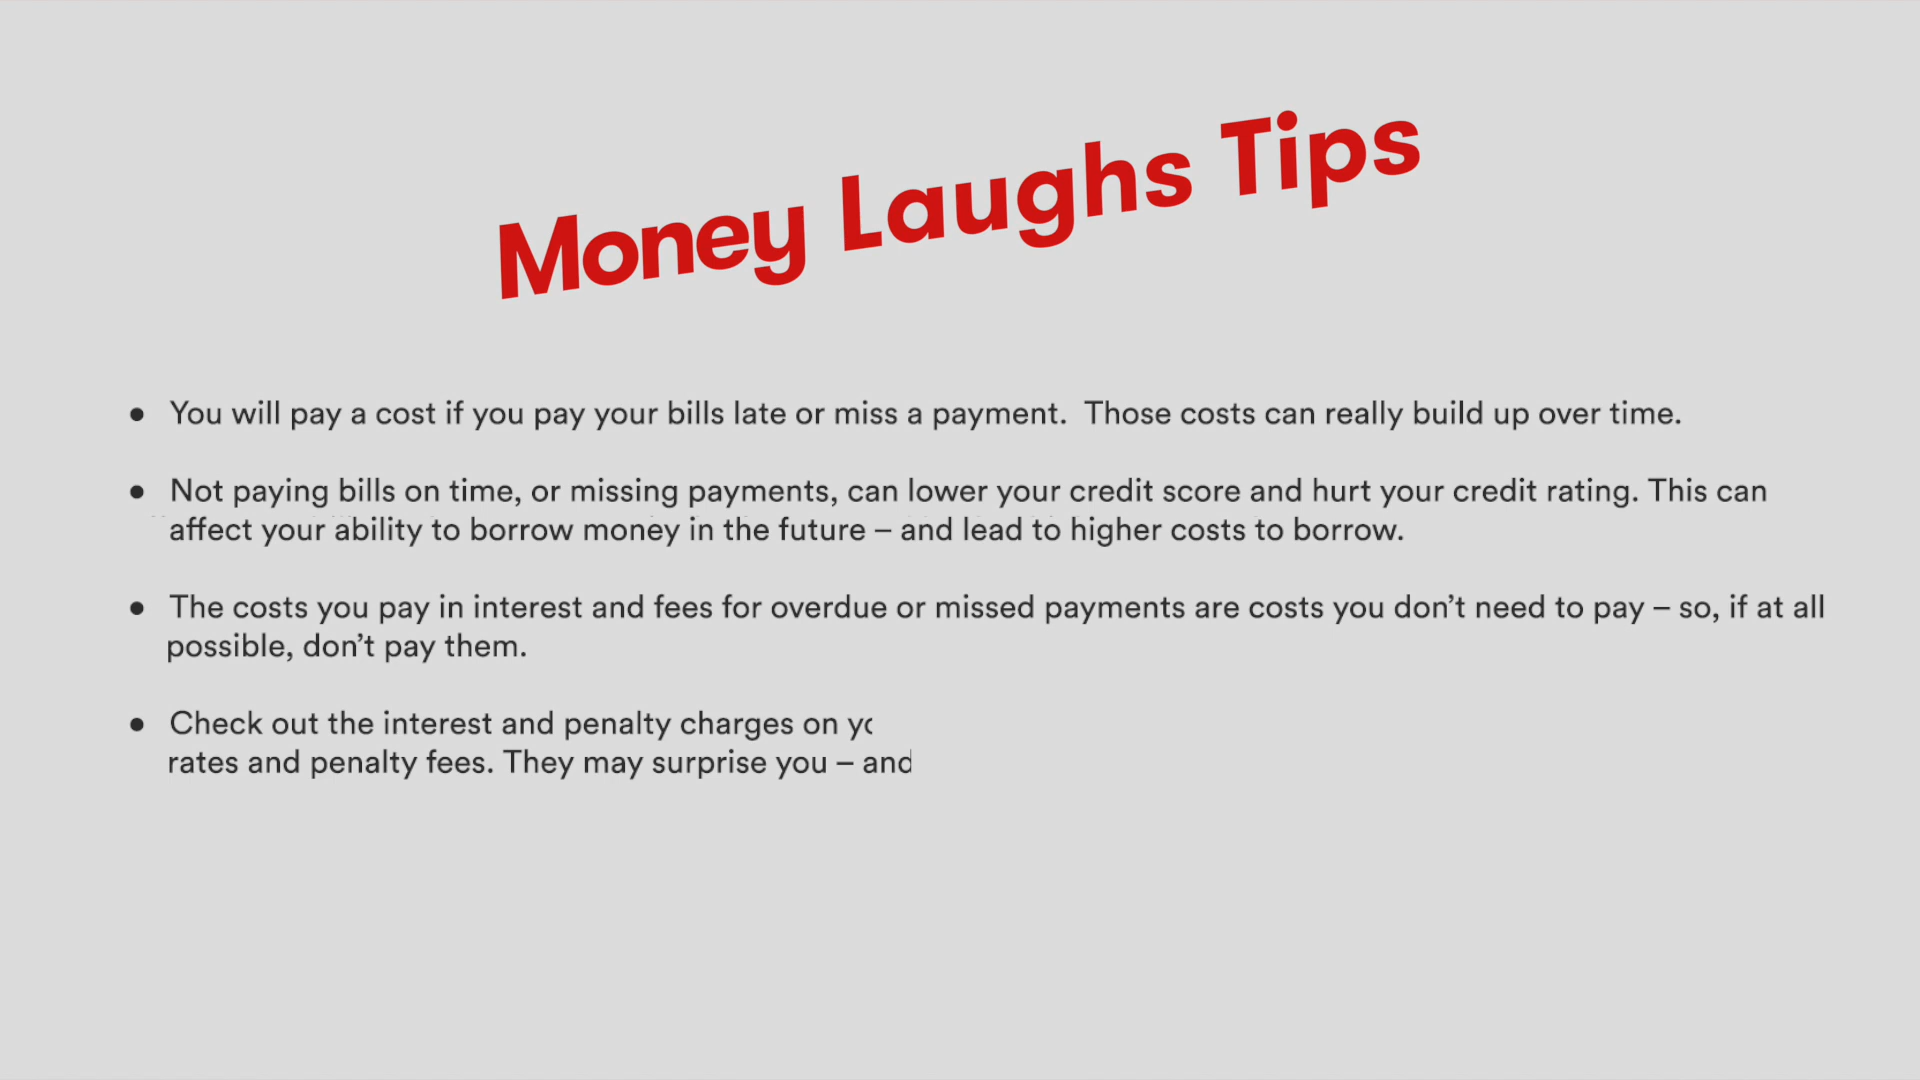 Money Laughs Tips
● You will pay a cost if you pay your bills late or miss a payment.  Those costs can really build up over time.
● Not paying bills on time, or missing payments, can lower your credit score and hurt your credit rating. This can
affect your ability to borrow money in the future – and lead to higher costs to borrow.
● The costs you pay in interest and fees for overdue or missed payments are costs you don’t need to pay – so, if at all
possible, don’t pay them.
● Check out the interest and penalty charges on
rates and penalty fees. They may surprise you – and